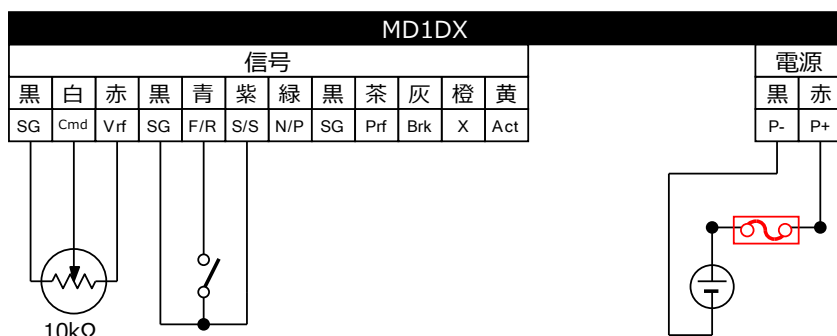 MD1DX
信号 電源
黒 白 赤 黒 青 紫 緑 黒 茶 灰 橙 黄 黒 赤
SG Cmd Vrf SG F/R S/S N/P SG Prf Brk X Act P- P+
10kΩ